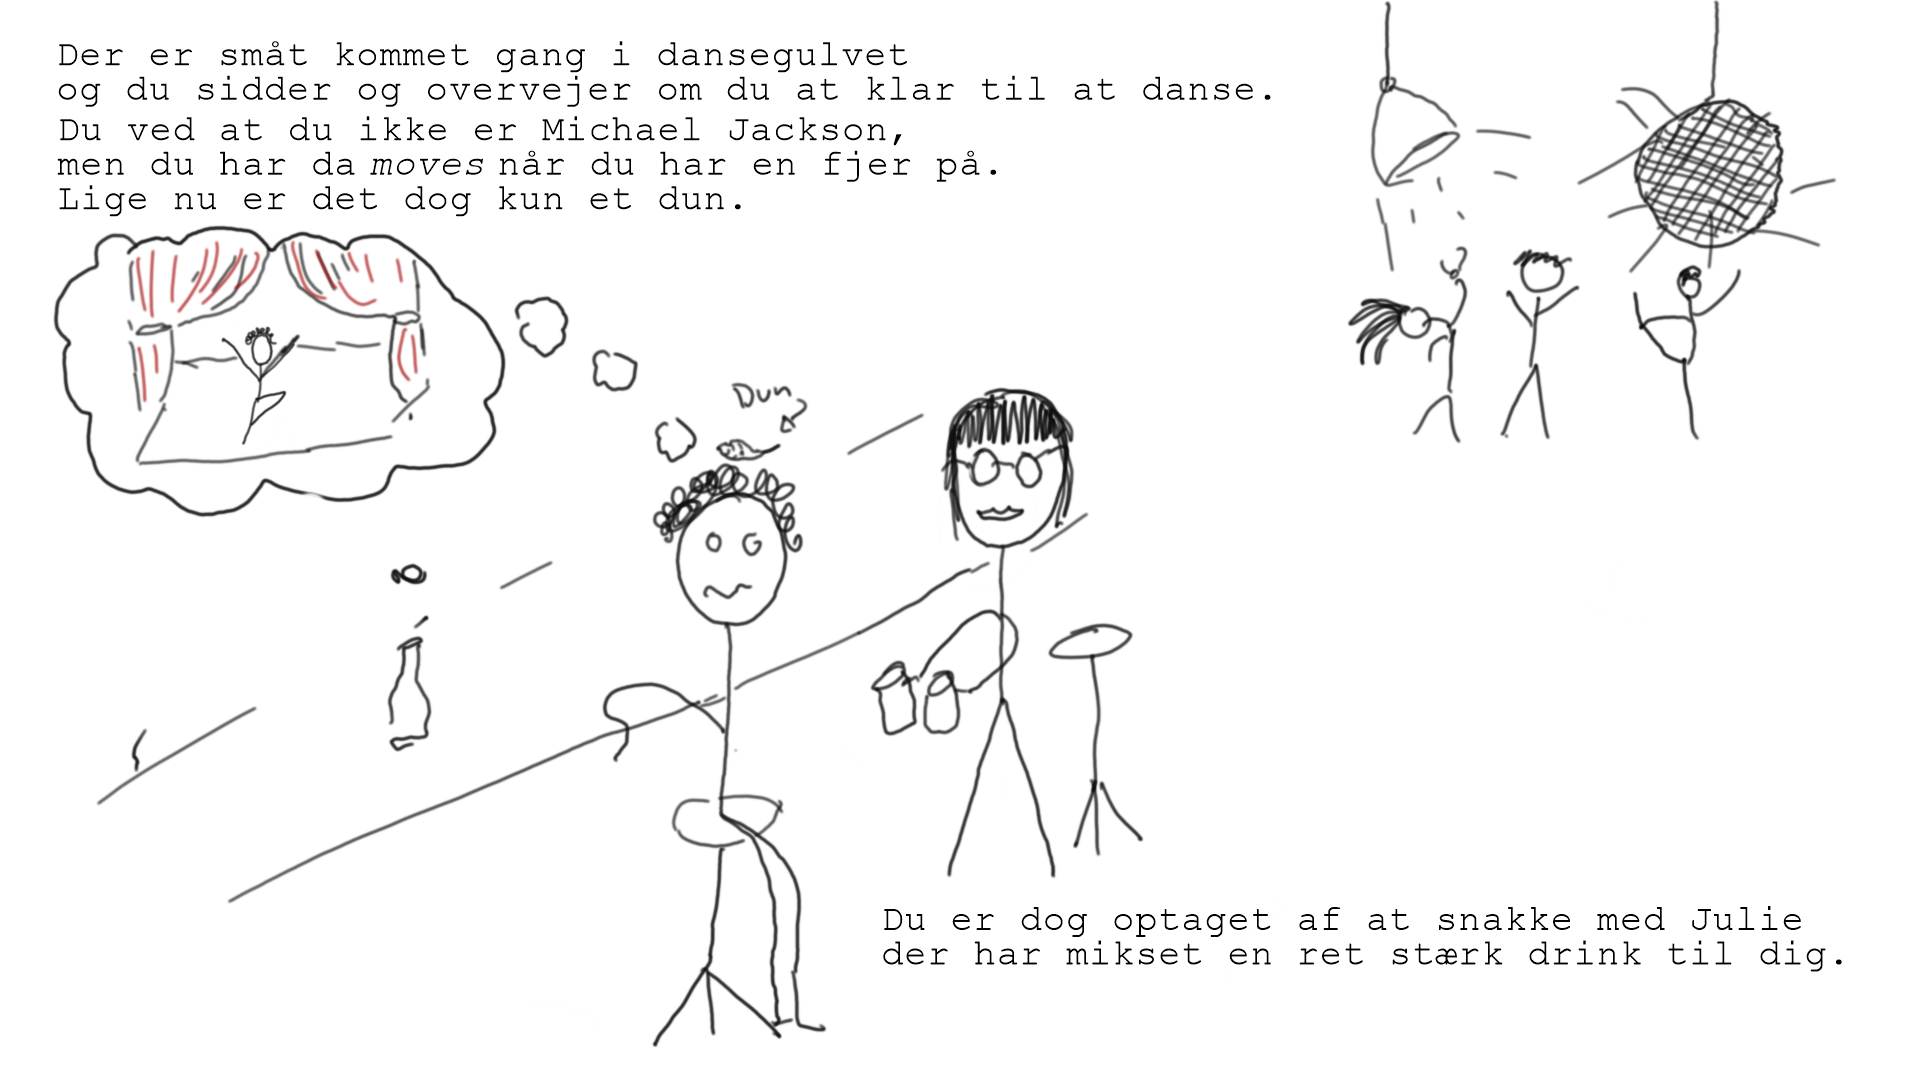 Der er småt kommet gang i dansegulvet
og du sidder og overvejer om du at klar til at danse.
Du ved at du ikke er Michael Jackson,
men du har da moves når du har en fjer på.
Lige nu er det dog kun et dun.
Dun
Du er dog optaget af at snakke med Julie
der har mikset en ret stærk drink til dig.